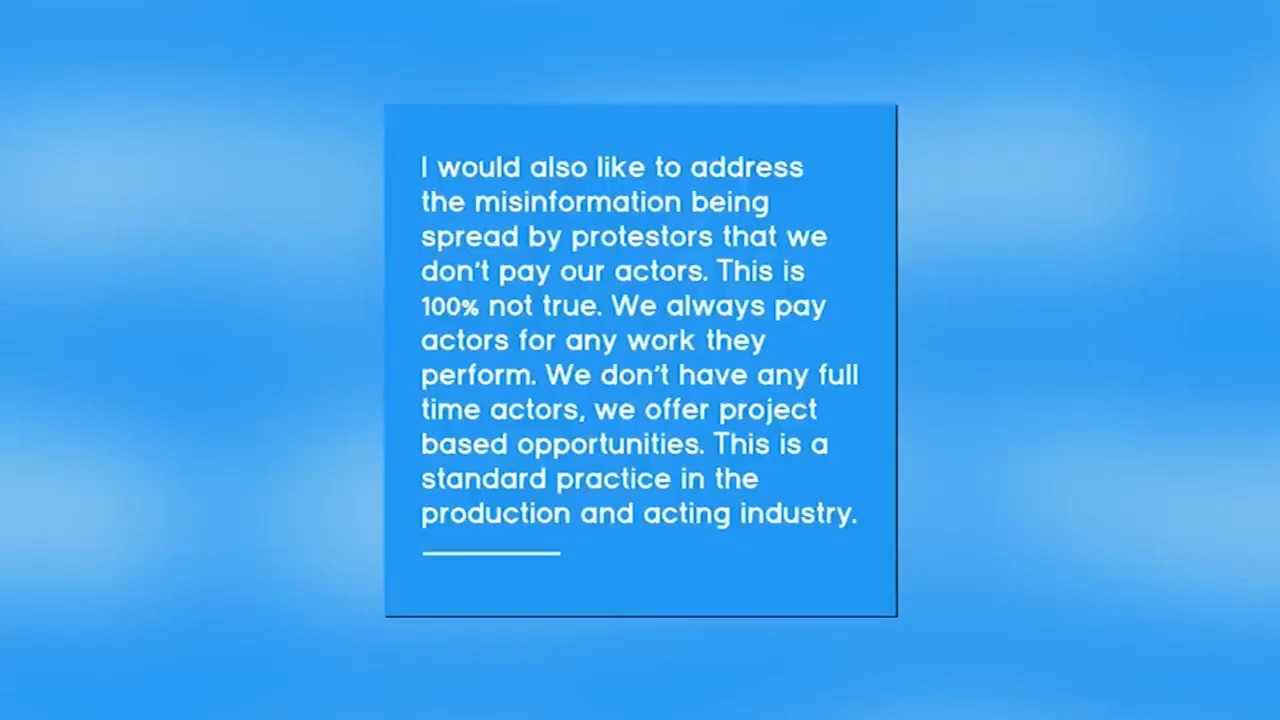 I would also like to address
the misinformation being
spread by protestors that we
don't pay our actors. This is
100% not true. We always pay
actors for any work they
perform. We don't have any full
time actors, we offer project
based opportunities. This is a
standard practice in the
production and acting industry.